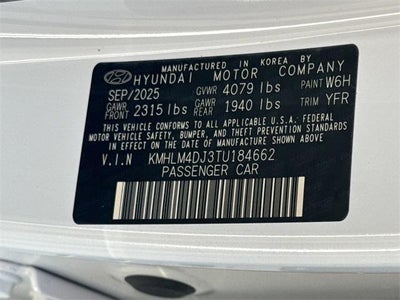 MANUFACTURED IN KOREA BY
HYUNDAI MOTOR COMPANY
SEP/2025 GVWR 4079 lbs PAINT W6H
GAWR FRONT 2315 lbs GAWR REAR 1940 lbs TRIM YFR
THIS VEHICLE CONFORMS TO ALL APPLICABLE U.S.A. FEDERAL
MOTOR VEHICLE SAFETY, BUMPER, AND THEFT PREVENTION STANDARDS
IN EFFECT ON THE DATE OF MANUFACTURE SHOWN ABOVE.
V.I.N KMHLM4DJ3TU184662
PASSENGER CAR